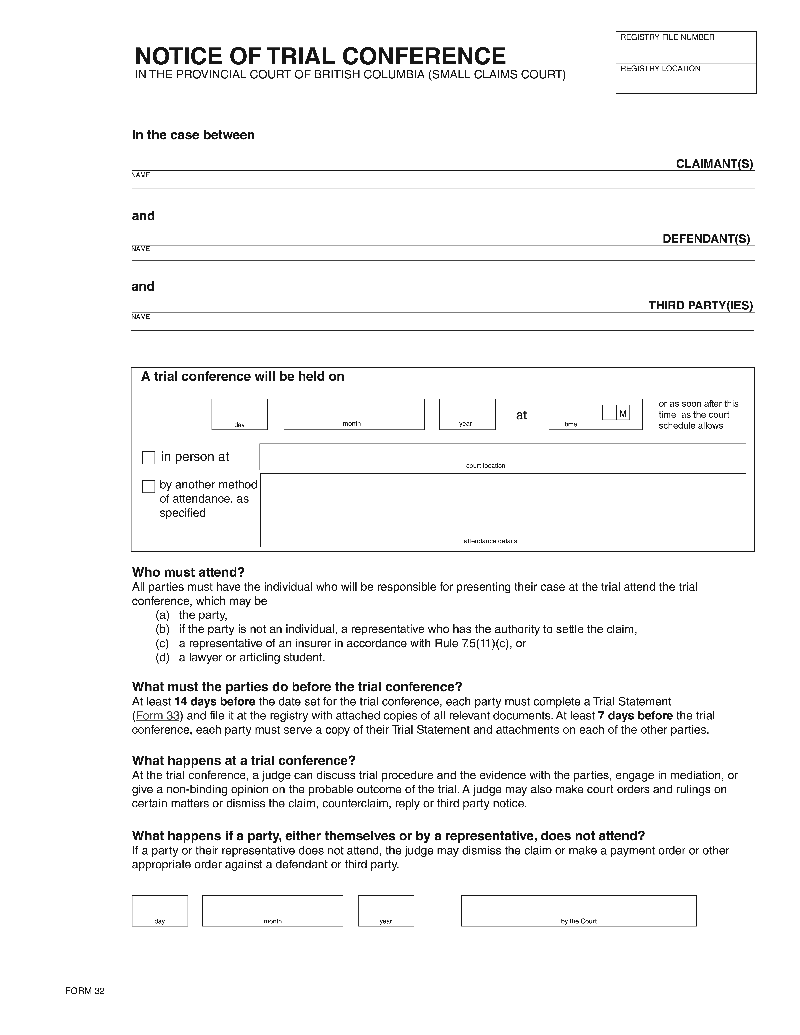 REGISTRY FILE NUMBER
NOTICE OF TRIAL CONFERENCE
IN THE PROVINCIAL COURT OF BRITISH COLUMBIA (SMALL CLAIMS COURT)
REGISTRY LOCATION
In the case between
CLAIMANT(S)
NAME
and
DEFENDANT(S)
NAME
and
THIRD PARTY(IES)
NAME
A trial conference will be held on
day
month
year
at
time
M
or as soon after this
time as the court
schedule allows
in person at
court location
by another method
of attendance, as
specified
attendance details
Who must attend?
All parties must have the individual who will be responsible for presenting their case at the trial attend the trial
conference, which may be
(a) the party,
(b) if the party is not an individual, a representative who has the authority to settle the claim,
(c) a representative of an insurer in accordance with Rule 7.5(11)(c), or
(d) a lawyer or articling student.
What must the parties do before the trial conference?
At least 14 days before the date set for the trial conference, each party must complete a Trial Statement
(Form 33) and file it at the registry with attached copies of all relevant documents. At least 7 days before the trial
conference, each party must serve a copy of their Trial Statement and attachments on each of the other parties.
What happens at a trial conference?
At the trial conference, a judge can discuss trial procedure and the evidence with the parties, engage in mediation, or
give a non-binding opinion on the probable outcome of the trial. A judge may also make court orders and rulings on
certain matters or dismiss the claim, counterclaim, reply or third party notice.
What happens if a party, either themselves or by a representative, does not attend?
If a party or their representative does not attend, the judge may dismiss the claim or make a payment order or other
appropriate order against a defendant or third party.
day
month
year
by the Court
FORM 32